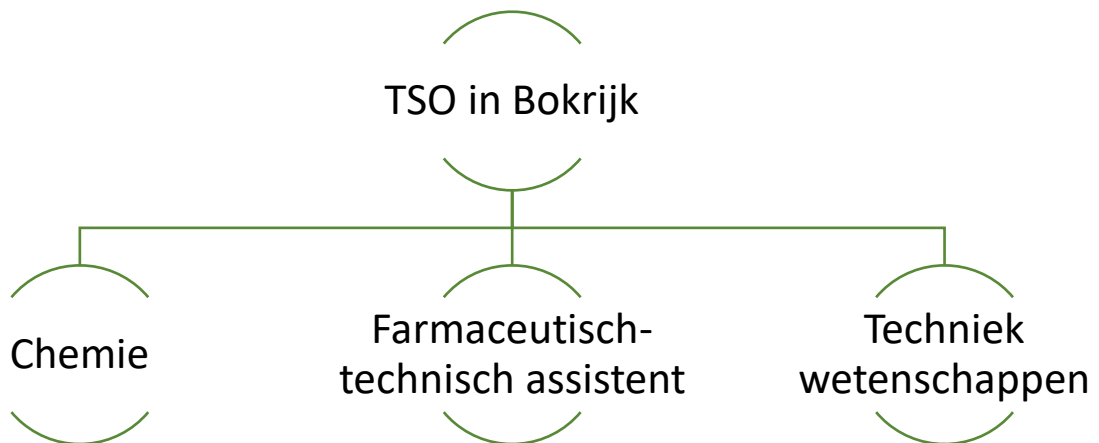 TSO in Bokrijk
Chemie
Farmaceutisch-
technisch assistent
Techniek
wetenschappen